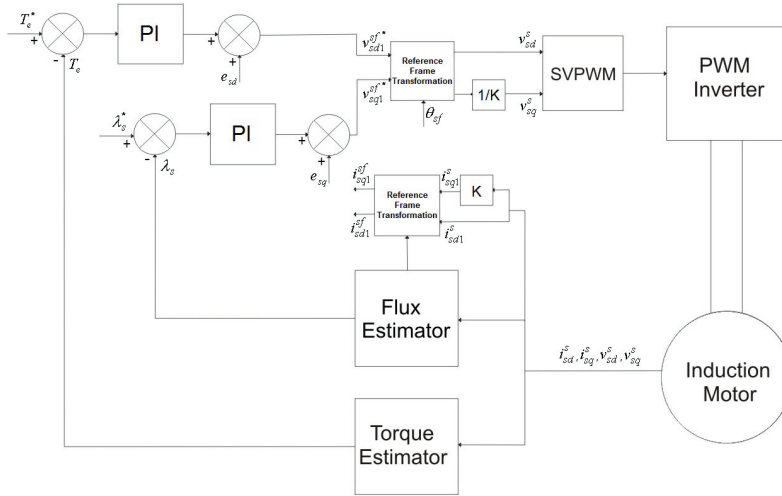 T_e^* + - T_e
PI
+ + e_sd
v_sd1^sf*
Reference
Frame
Transformation
θ_sf
v_sd^s
1/K
v_sq^s
SVPWM
PWM
Inverter
λ_s^* + - λ_s
PI
+ + e_sq
v_sq1^sf*
i_sq1^sf
i_sd1^sf
Reference
Frame
Transformation
i_sq1^s
K
i_sd1^s
Flux
Estimator
i_sd^s, i_sq^s, v_sd^s, v_sq^s
Induction
Motor
Torque
Estimator